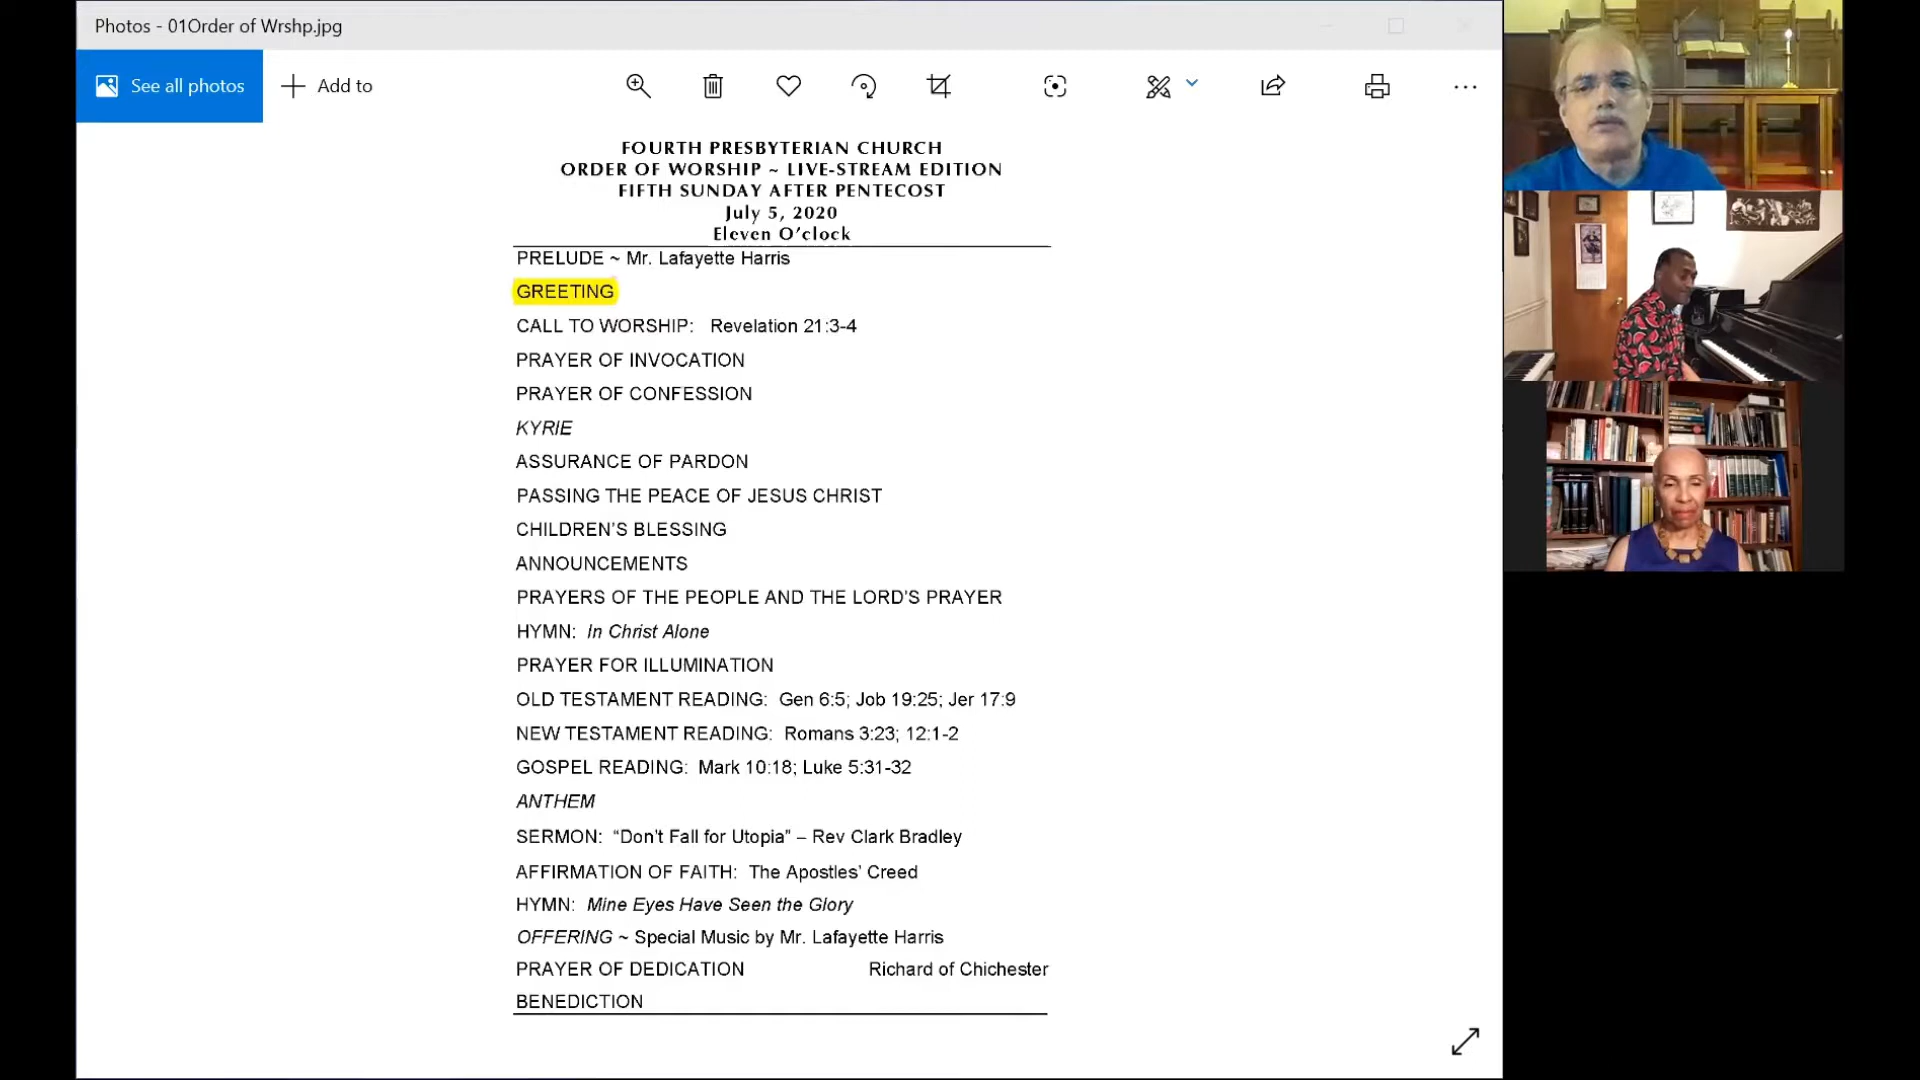 Photos - 01Order of Wrshp.jpg
See all photos
Add to
FOURTH PRESBYTERIAN CHURCH
ORDER OF WORSHIP ~ LIVE-STREAM EDITION
FIFTH SUNDAY AFTER PENTECOST
July 5, 2020
Eleven O'clock
PRELUDE ~ Mr. Lafayette Harris
GREETING
CALL TO WORSHIP: Revelation 21:3-4
PRAYER OF INVOCATION
PRAYER OF CONFESSION
KYRIE
ASSURANCE OF PARDON
PASSING THE PEACE OF JESUS CHRIST
CHILDREN'S BLESSING
ANNOUNCEMENTS
PRAYERS OF THE PEOPLE AND THE LORD'S PRAYER
HYMN: In Christ Alone
PRAYER FOR ILLUMINATION
OLD TESTAMENT READING: Gen 6:5; Job 19:25; Jer 17:9
NEW TESTAMENT READING: Romans 3:23; 12:1-2
GOSPEL READING: Mark 10:18; Luke 5:31-32
ANTHEM
SERMON: “Don't Fall for Utopia” – Rev Clark Bradley
AFFIRMATION OF FAITH: The Apostles' Creed
HYMN: Mine Eyes Have Seen the Glory
OFFERING ~ Special Music by Mr. Lafayette Harris
PRAYER OF DEDICATION Richard of Chichester
BENEDICTION